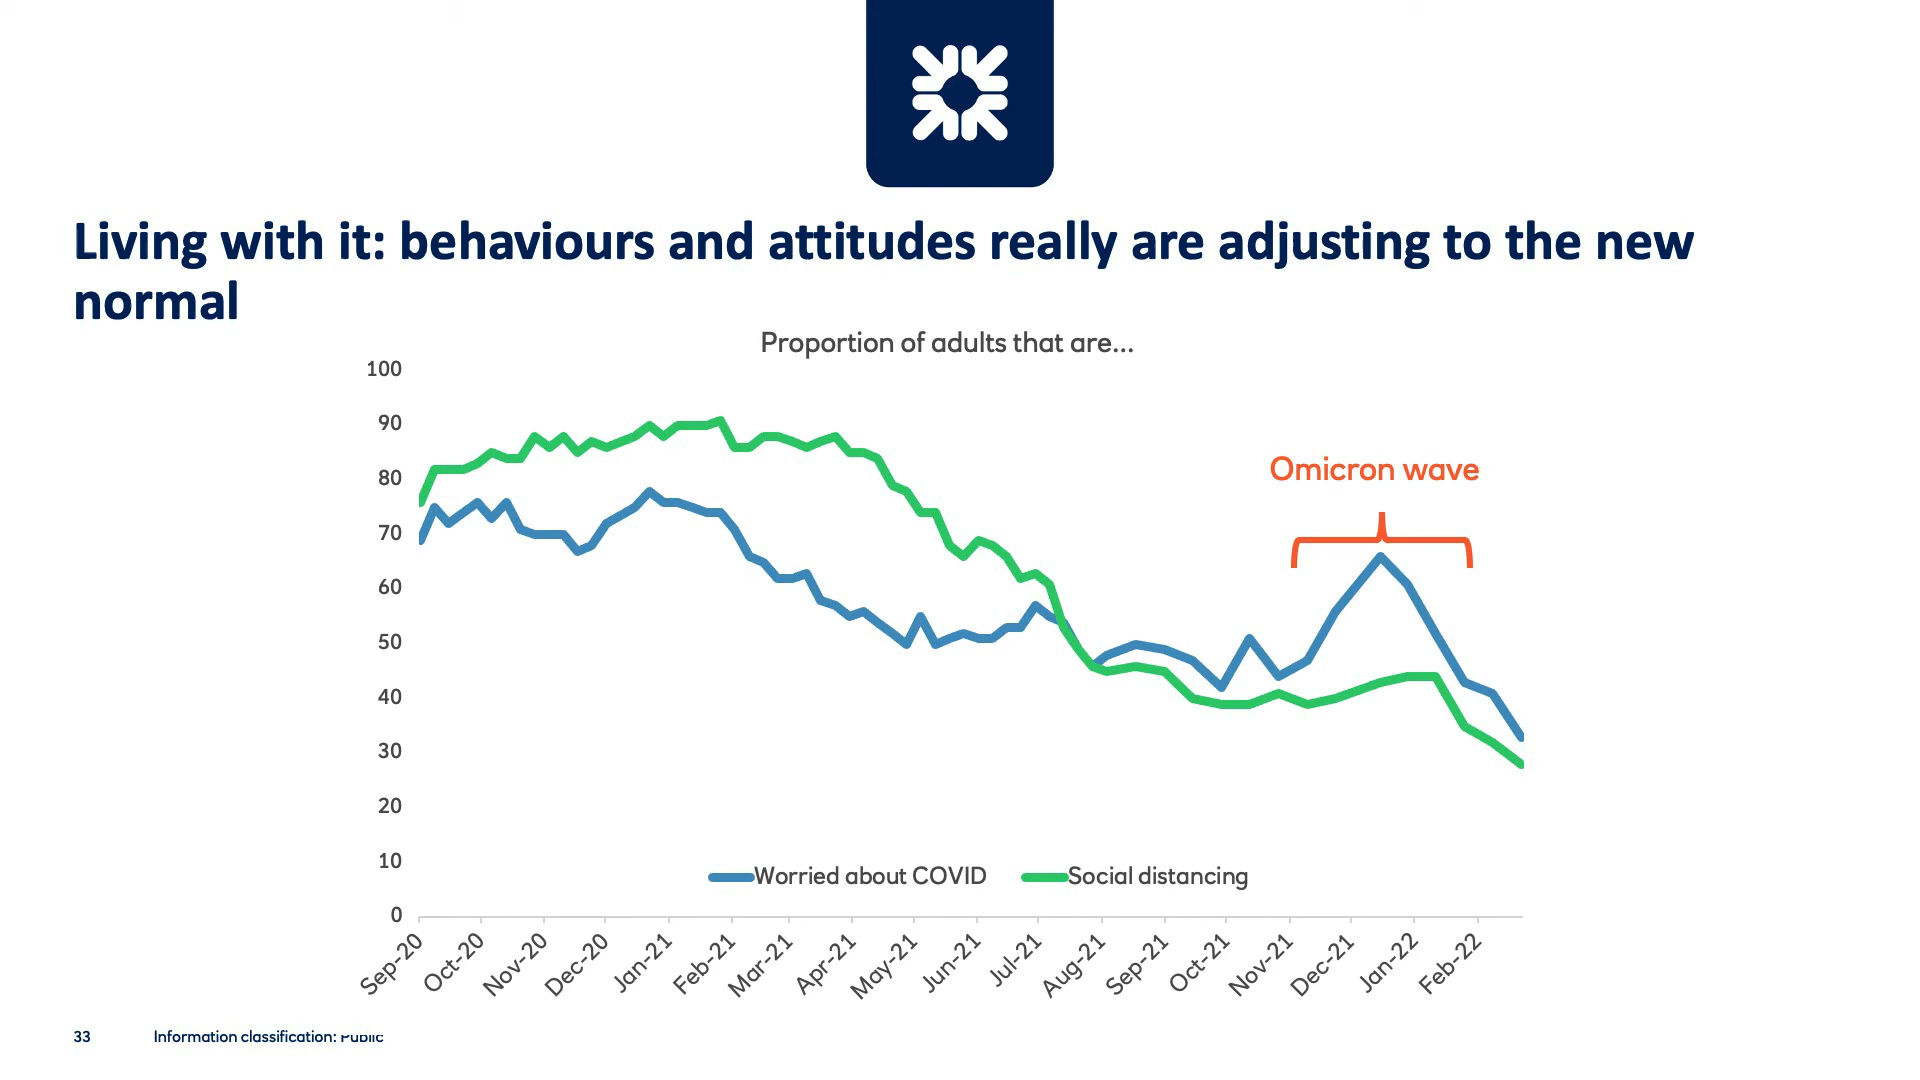 Living with it: behaviours and attitudes really are adjusting to the new
normal
Proportion of adults that are...
100
90
80
70
60
50
40
30
20
10
0
Omicron wave
Worried about COVID
Social distancing
Sep-20
Oct-20
Nov-20
Dec-20
Jan-21
Feb-21
Mar-21
Apr-21
May-21
Jun-21
Jul-21
Aug-21
Sep-21
Oct-21
Nov-21
Dec-21
Jan-22
Feb-22
33
Information classification: Public